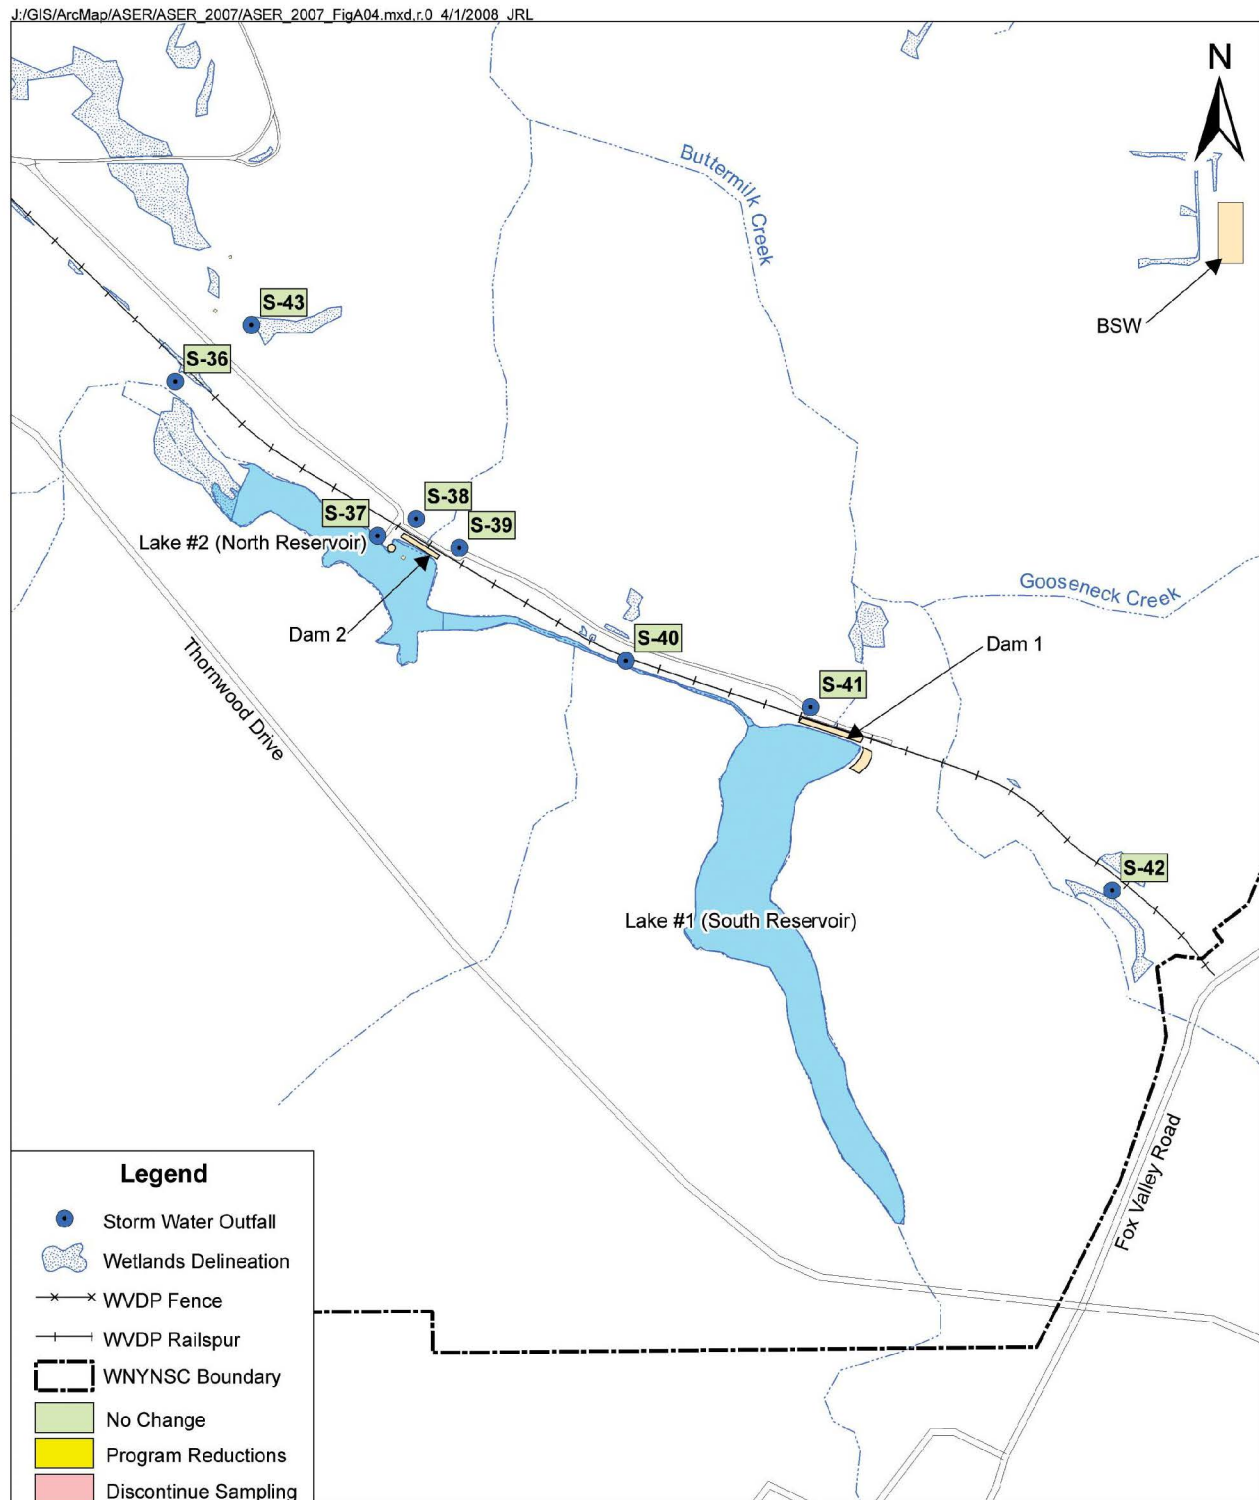 J:/GIS/ArcMap/ASER/ASER_2007/ASER_2007_FigA04.mxd,r.0 4/1/2008 JRL
N
Buttermilk Creek
BSW
S-43
S-36
S-38
S-37
S-39
Lake #2 (North Reservoir)
Gooseneck Creek
Dam 2
S-40
Dam 1
S-41
Thornwood Drive
S-42
Lake #1 (South Reservoir)
Fox Valley Road
Legend
Storm Water Outfall
Wetlands Delineation
WVDP Fence
WVDP Railspur
WNYNSC Boundary
No Change
Program Reductions
Discontinue Sampling